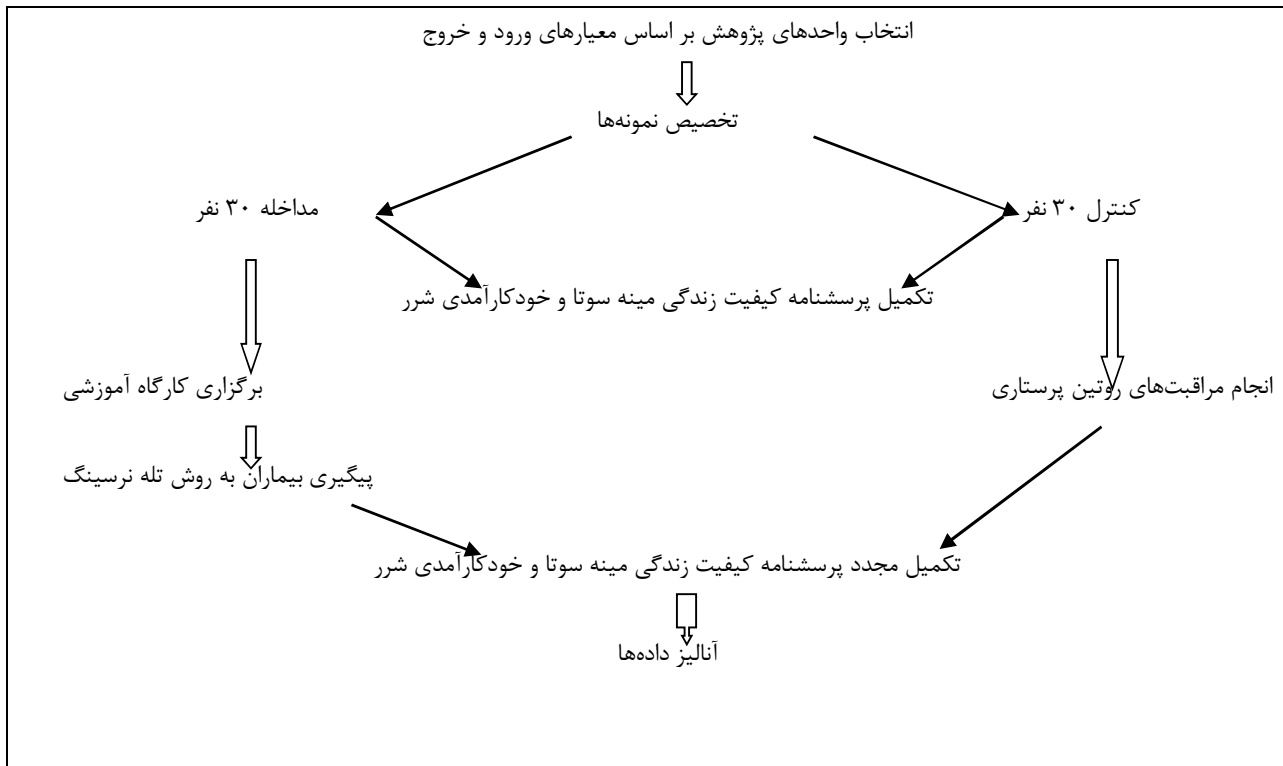 انتخاب واحدهای پژوهش بر اساس معیارهای ورود و خروج
تخصیص نمونه‌ها
کنترل ۳۰ نفر
مداخله ۳۰ نفر
تکمیل پرسشنامه کیفیت زندگی مینه سوتا و خودکارآمدی شرر
انجام مراقبت‌های روتین پرستاری
برگزاری کارگاه آموزشی
پیگیری بیماران به روش تله نرسینگ
تکمیل مجدد پرسشنامه کیفیت زندگی مینه سوتا و خودکارآمدی شرر
آنالیز داده‌ها